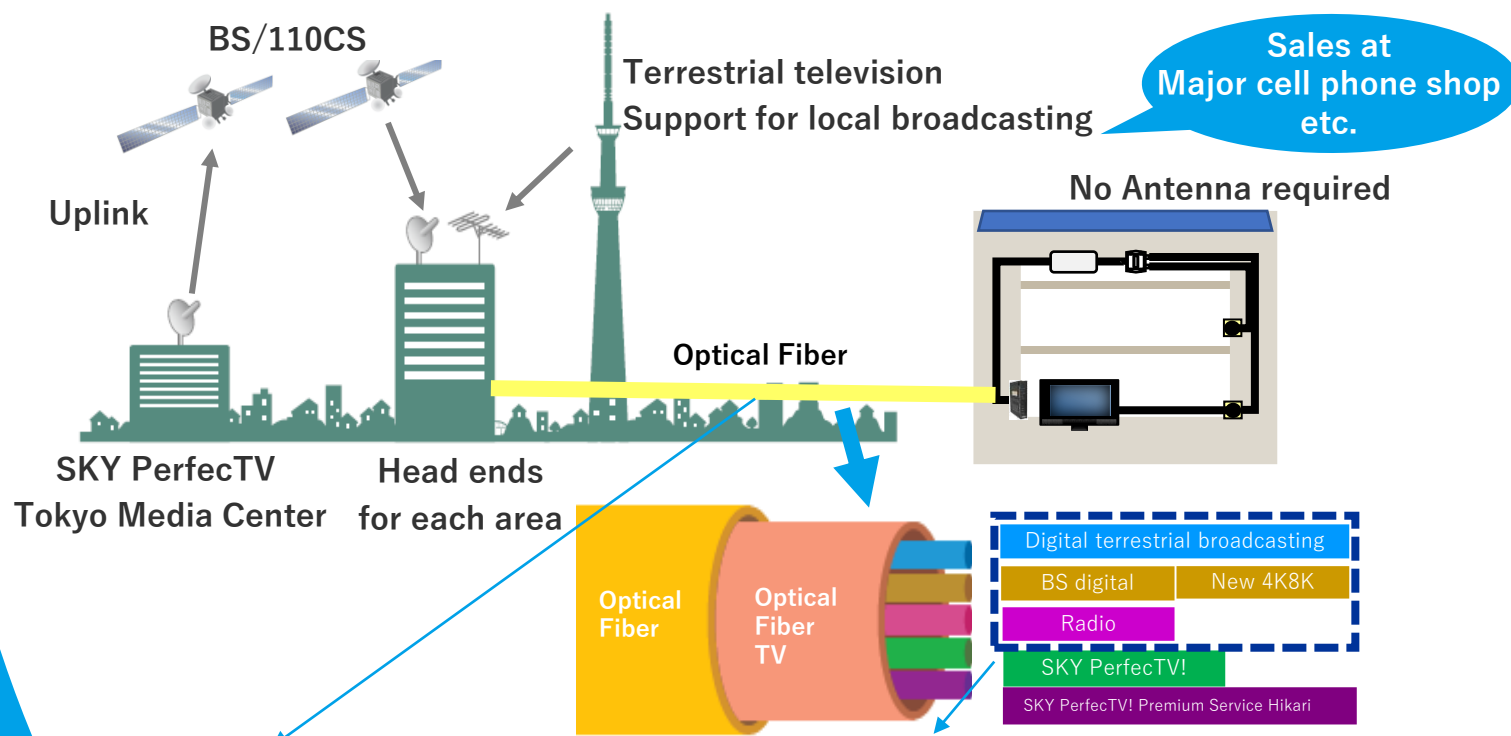 BS/110CS
Terrestrial television
Support for local broadcasting
Sales at
Major cell phone shop
etc.
Uplink
No Antenna required
Optical Fiber
SKY PerfecTV
Tokyo Media Center
Head ends
for each area
Optical
Fiber
Optical
Fiber
TV
Digital terrestrial broadcasting
BS digital
New 4K8K
Radio
SKY PerfecTV!
SKY PerfecTV! Premium Service Hikari